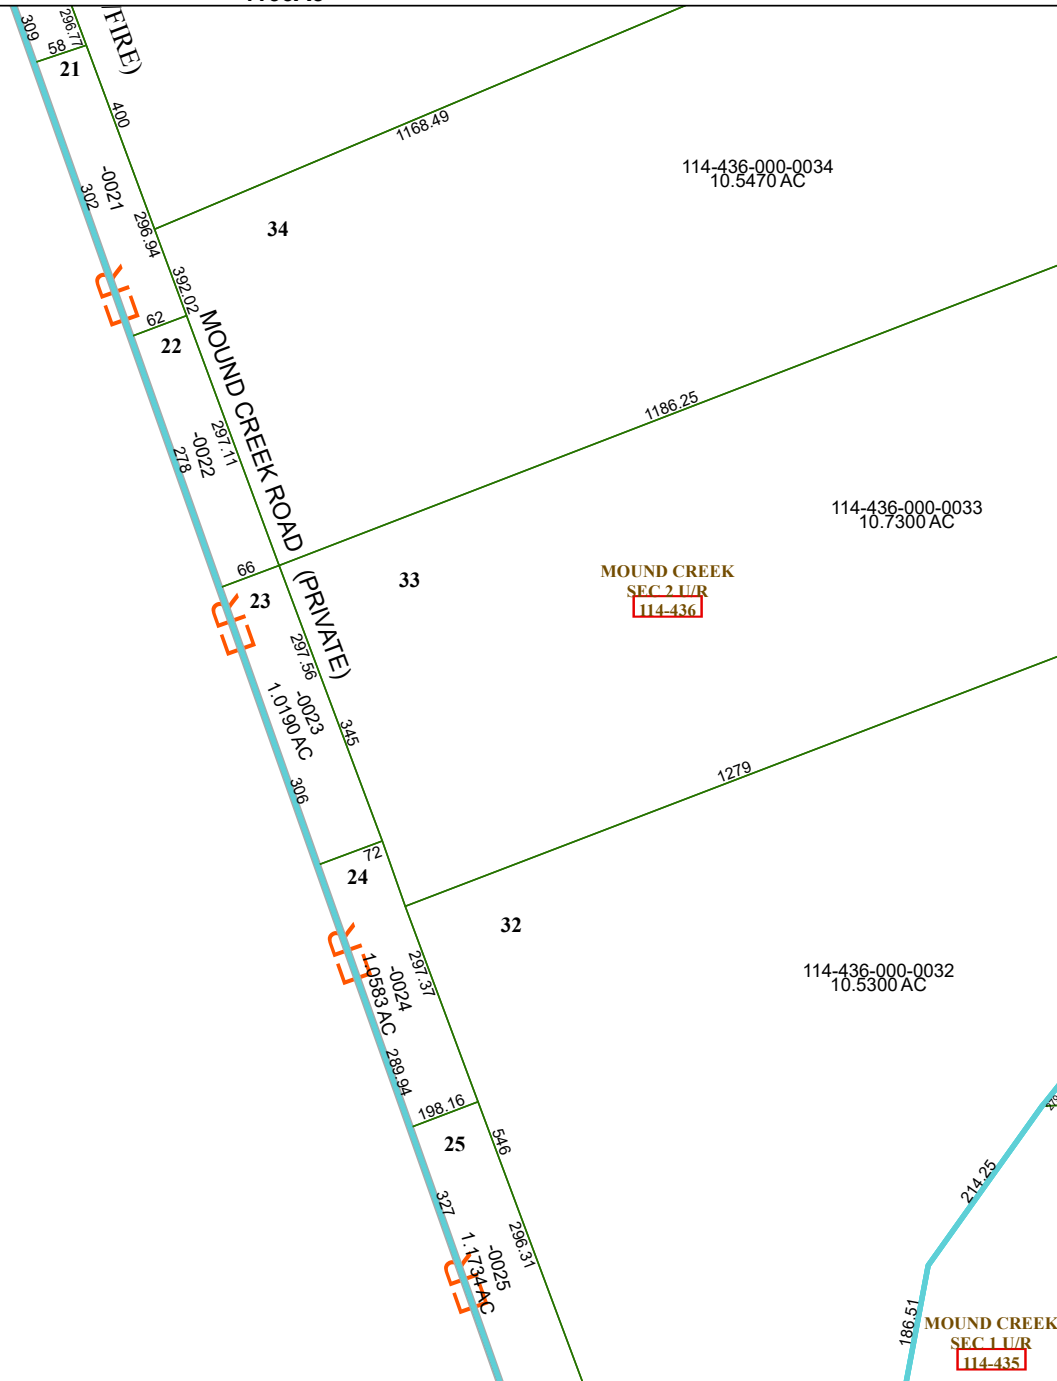 309
296.77
/FIRE)
58
21
400
1168.49
114-436-000-0034
10.5470 AC
-0021
302
296.94
34
392.02
ER
62
22
MOUND CREEK ROAD (PRIVATE)
1186.25
297.11
-0022
278
114-436-000-0033
10.7300 AC
66
33
MOUND CREEK
SEC 2 U/R
114-436
23
ER
297.56
-0023
1.0190 AC
345
1279
306
72
24
32
ER
297.37
-0024
1.0583 AC
114-436-000-0032
10.5300 AC
289.94
198.16
25
546
214.25
327
296.31
-0025
1.1734 AC
ER
186.51
MOUND CREEK
SEC 1 U/R
114-435